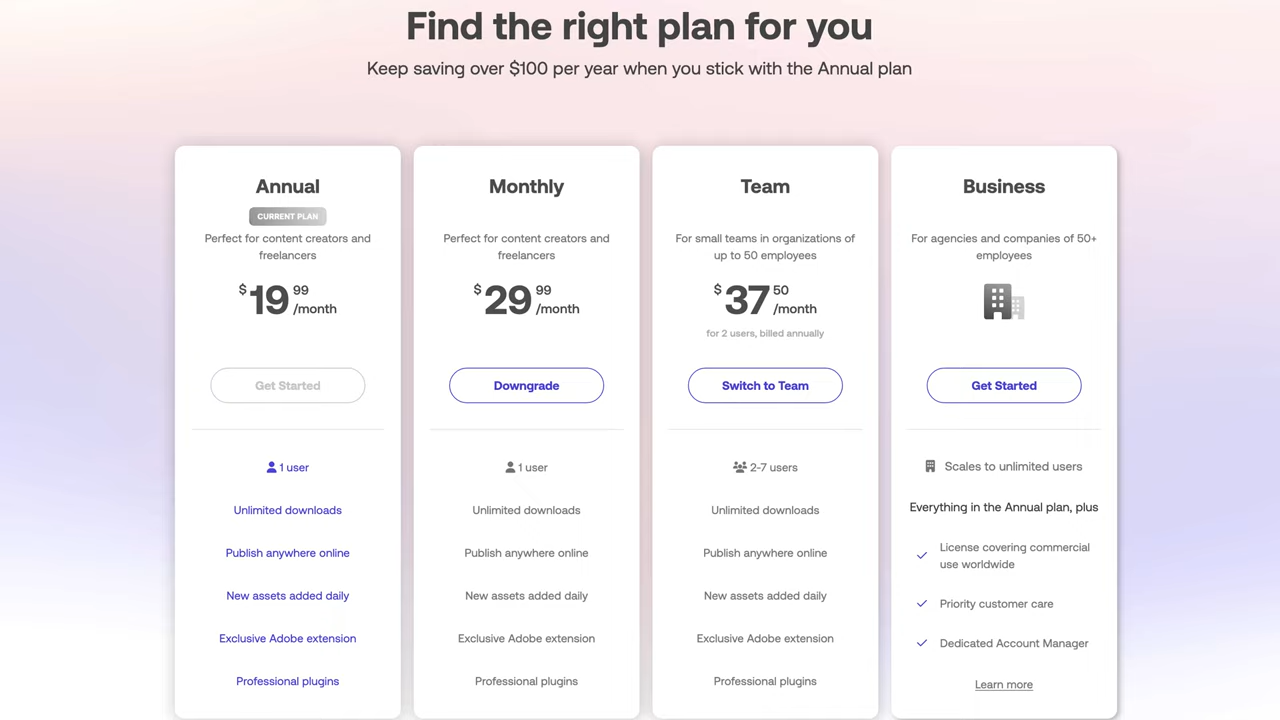 Find the right plan for you
Keep saving over $100 per year when you stick with the Annual plan
Annual
CURRENT PLAN
Perfect for content creators and
freelancers
$19 99
/month
Get Started
1 user
Unlimited downloads
Publish anywhere online
New assets added daily
Exclusive Adobe extension
Professional plugins
Monthly
Perfect for content creators and
freelancers
$29 99
/month
Downgrade
1 user
Unlimited downloads
Publish anywhere online
New assets added daily
Exclusive Adobe extension
Professional plugins
Team
For small teams in organizations of
up to 50 employees
$37 50
/month
for 2 users, billed annually
Switch to Team
2-7 users
Unlimited downloads
Publish anywhere online
New assets added daily
Exclusive Adobe extension
Professional plugins
Business
For agencies and companies of 50+
employees
Get Started
Scales to unlimited users
Everything in the Annual plan, plus
License covering commercial
use worldwide
Priority customer care
Dedicated Account Manager
Learn more